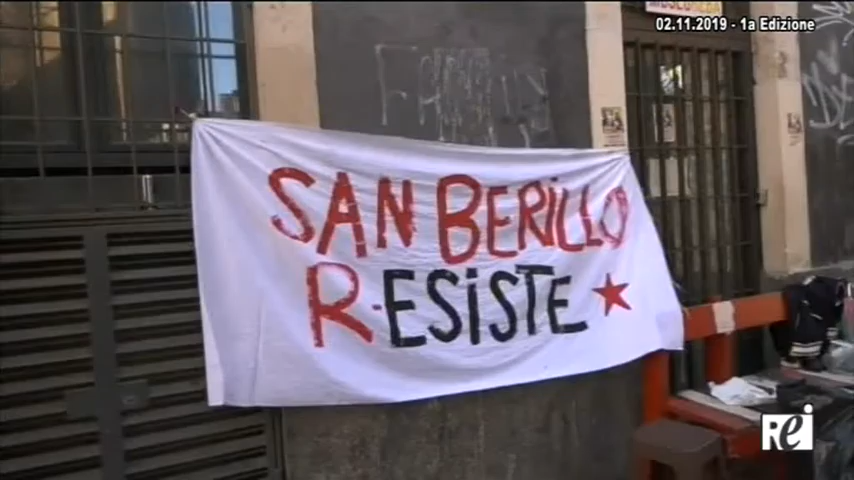 02.11.2019 - 1a Edizione
SAN BERILLO
R-ESiSTE
REi